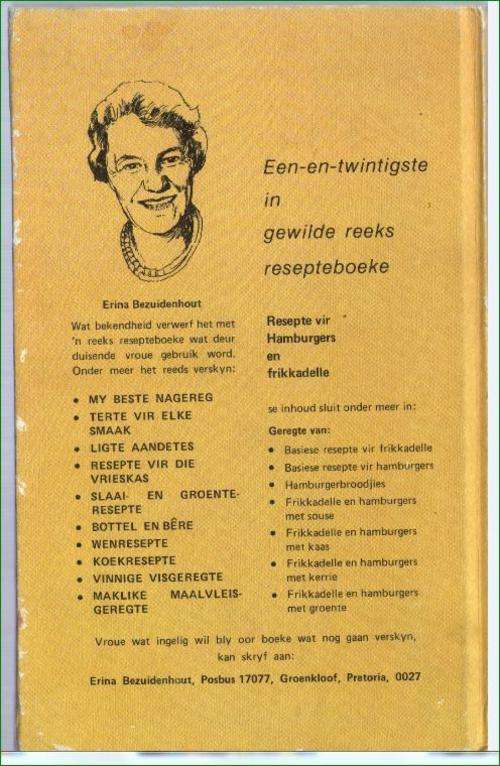 Een-en-twintigste
in
gewilde reeks
resepteboeke
Erina Bezuidenhout
Wat bekendheid verwerf het met
'n reeks resepteboeke wat deur
duisende vroue gebruik word.
Onder meer het reeds verskyn:
• MY BESTE NAGEREG
• TERTE VIR ELKE
SMAAK
• LIGTE AANDETES
• RESEPTE VIR DIE
VRIESKAS
• SLAAI- EN GROENTE-
RESEPTE
• BOTTEL EN BÊRE
• WENRESEPTE
• KOEKRESEPTE
• VINNIGE VISGEREGTE
• MAKLIKE MAALVLEIS-
GEREGTE
Resepte vir
Hamburgers
en
frikkadelle
se inhoud sluit onder meer in:
Geregte van:
• Basiese resepte vir frikkadelle
• Basiese resepte vir hamburgers
• Hamburgerbroodjies
• Frikkadelle en hamburgers
met souse
• Frikkadelle en hamburgers
met kaas
• Frikkadelle en hamburgers
met kerrie
• Frikkadelle en hamburgers
met groente
Vroue wat ingelig wil bly oor boeke wat nog gaan verskyn,
kan skryf aan:
Erina Bezuidenhout, Posbus 17077, Groenkloof, Pretoria, 0027